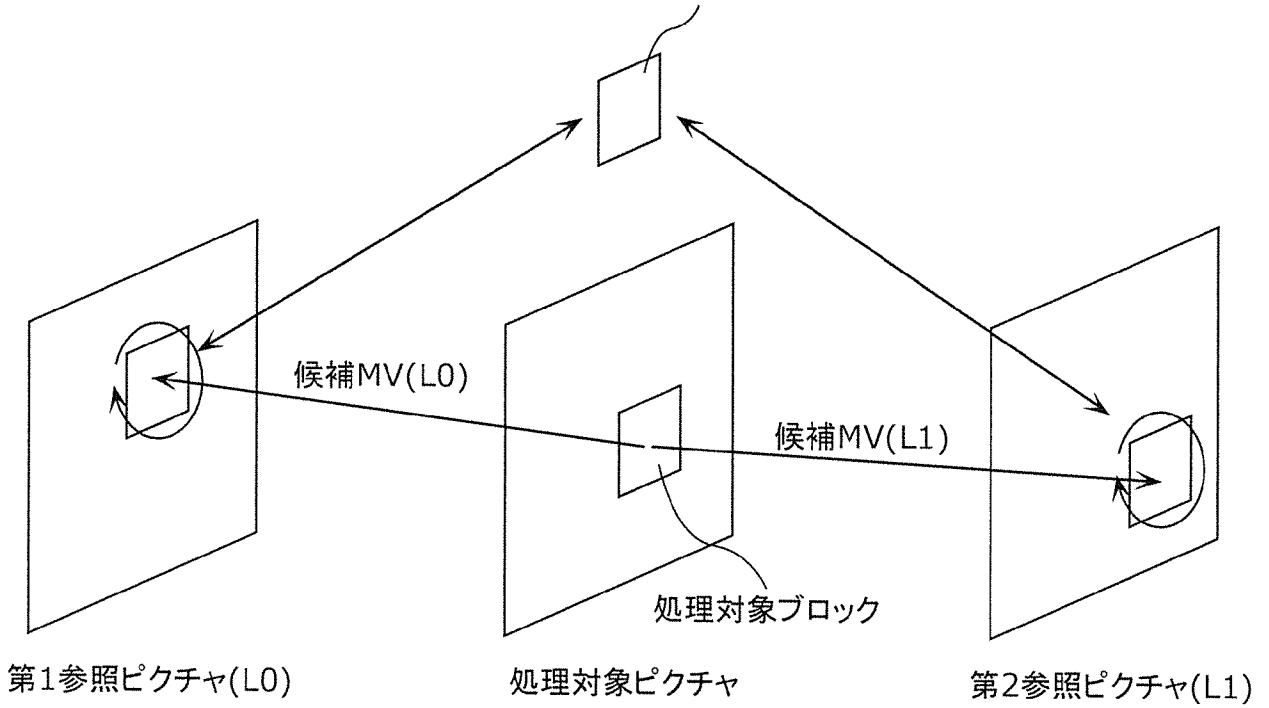 候補MV(L0)
候補MV(L1)
処理対象ブロック
第1参照ピクチャ(L0)
処理対象ピクチャ
第2参照ピクチャ(L1)